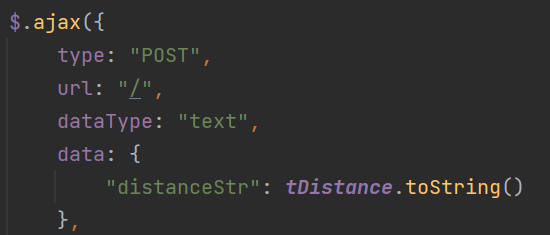 $.ajax({
type: "POST",
url: "/",
dataType: "text",
data: {
"distanceStr": tDistance.toString()
},